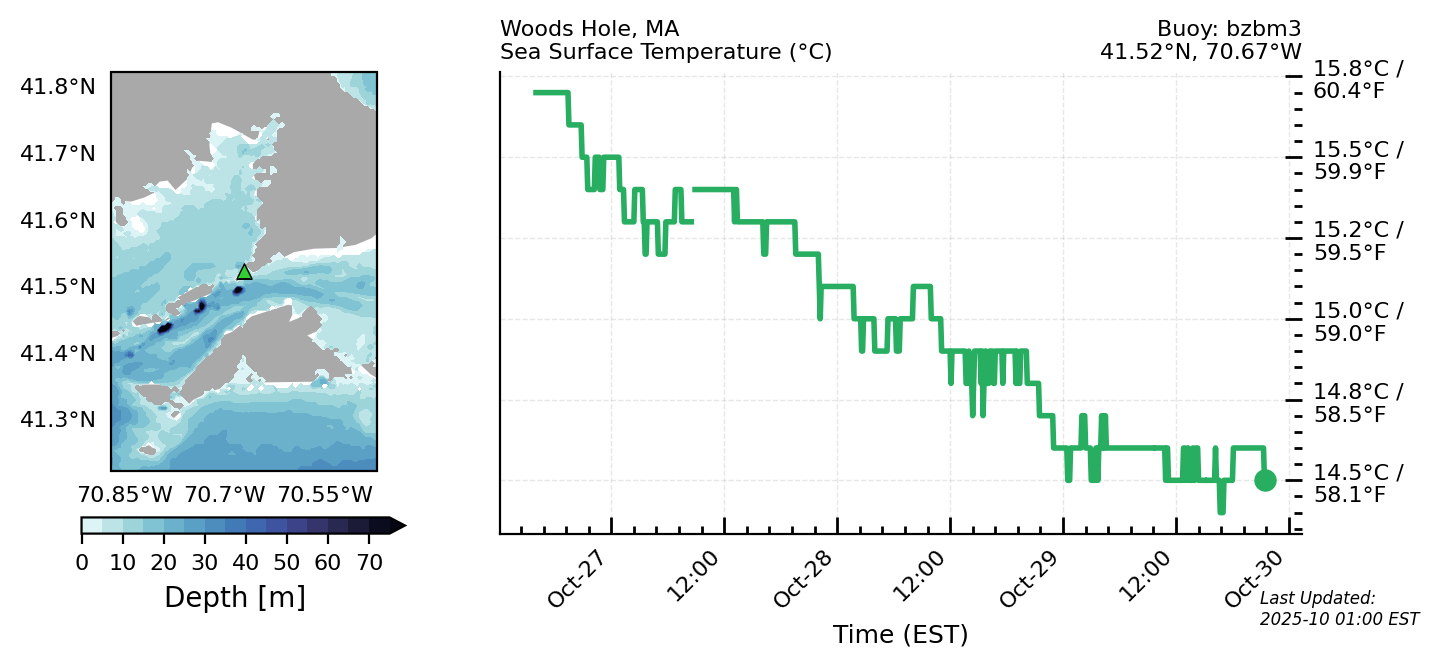 Woods Hole, MA
Sea Surface Temperature (°C)
Buoy: bzbm3
41.52°N, 70.67°W
41.8°N
41.7°N
41.6°N
41.5°N
41.4°N
41.3°N
70.85°W 70.7°W 70.55°W
0 10 20 30 40 50 60 70
Depth [m]
15.8°C /
60.4°F
15.5°C /
59.9°F
15.2°C /
59.5°F
15.0°C /
59.0°F
14.8°C /
58.5°F
14.5°C /
58.1°F
Oct-27
12:00
Oct-28
12:00
Oct-29
12:00
Oct-30
Time (EST)
Last Updated:
2025-10 01:00 EST